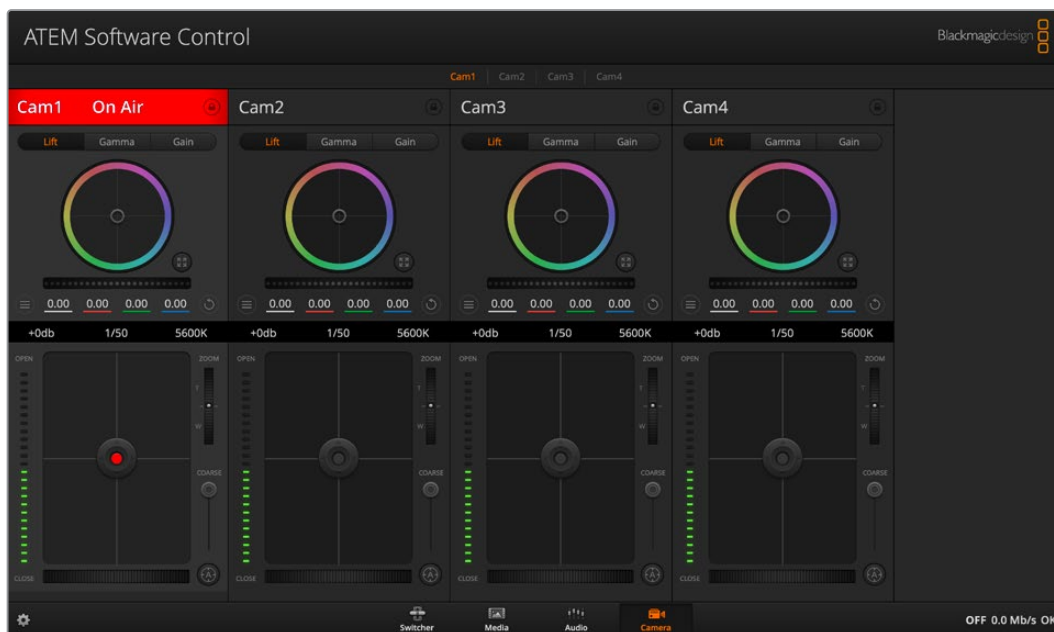 ATEM Software Control
Blackmagicdesign
Cam1 Cam2 Cam3 Cam4
Cam1 On Air Cam2 Cam3 Cam4
Lift Gamma Gain Lift Gamma Gain Lift Gamma Gain Lift Gamma Gain
0.00 0.00 0.00 0.00 0.00 0.00 0.00 0.00 0.00 0.00 0.00 0.00 0.00 0.00 0.00 0.00
+0db 1/50 5600K +0db 1/50 5600K +0db 1/50 5600K +0db 1/50 5600K
OPEN ZOOM OPEN ZOOM OPEN ZOOM OPEN ZOOM
T T T T
W W W W
COARSE COARSE COARSE COARSE
A A A A
CLOSE CLOSE CLOSE CLOSE
Switcher Media Audio Camera
OFF 0.0 Mb/s OK